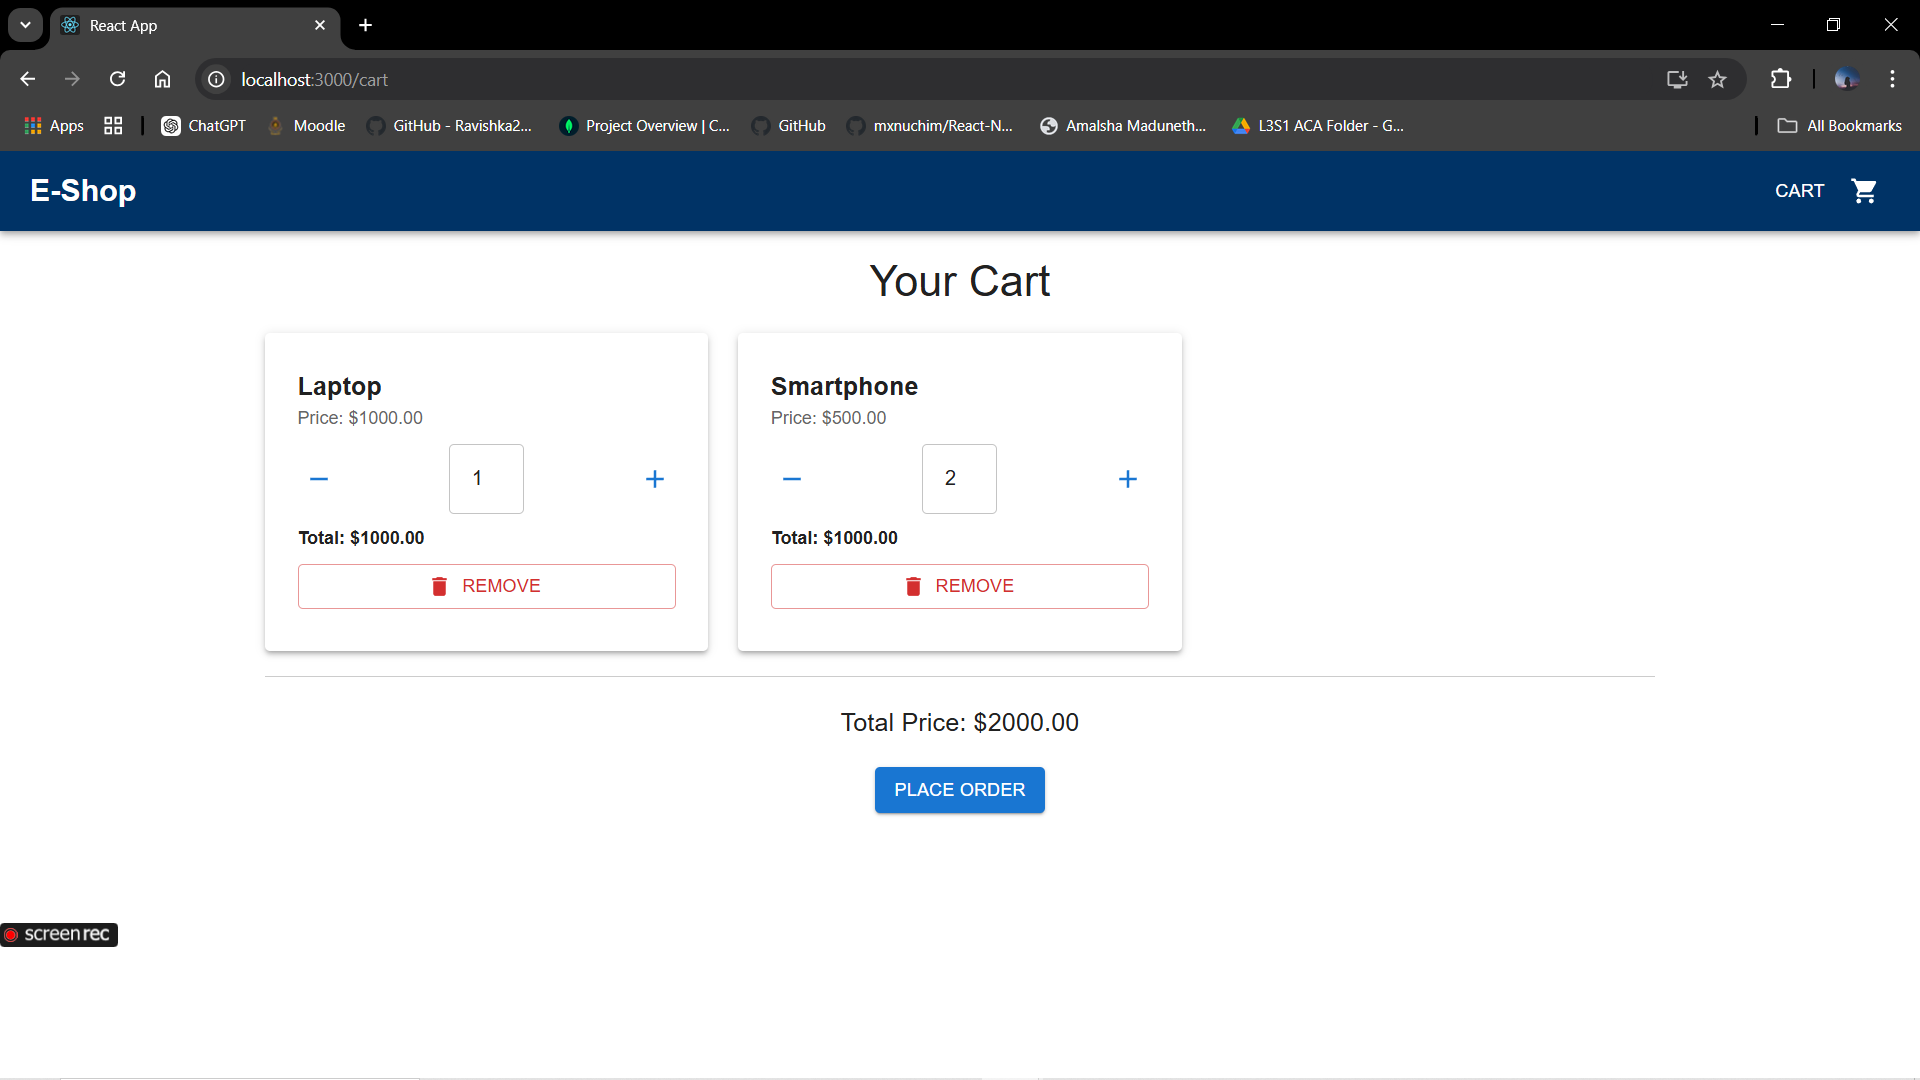 React App
localhost:3000/cart
Apps
ChatGPT
Moodle
GitHub - Ravishka2...
Project Overview | C...
GitHub
mxnuchim/React-N...
Amalsha Maduneth...
L3S1 ACA Folder - G...
All Bookmarks
E-Shop
CART
Your Cart
Laptop
Price: $1000.00
1
Total: $1000.00
REMOVE
Smartphone
Price: $500.00
2
Total: $1000.00
REMOVE
Total Price: $2000.00
PLACE ORDER
screenrec